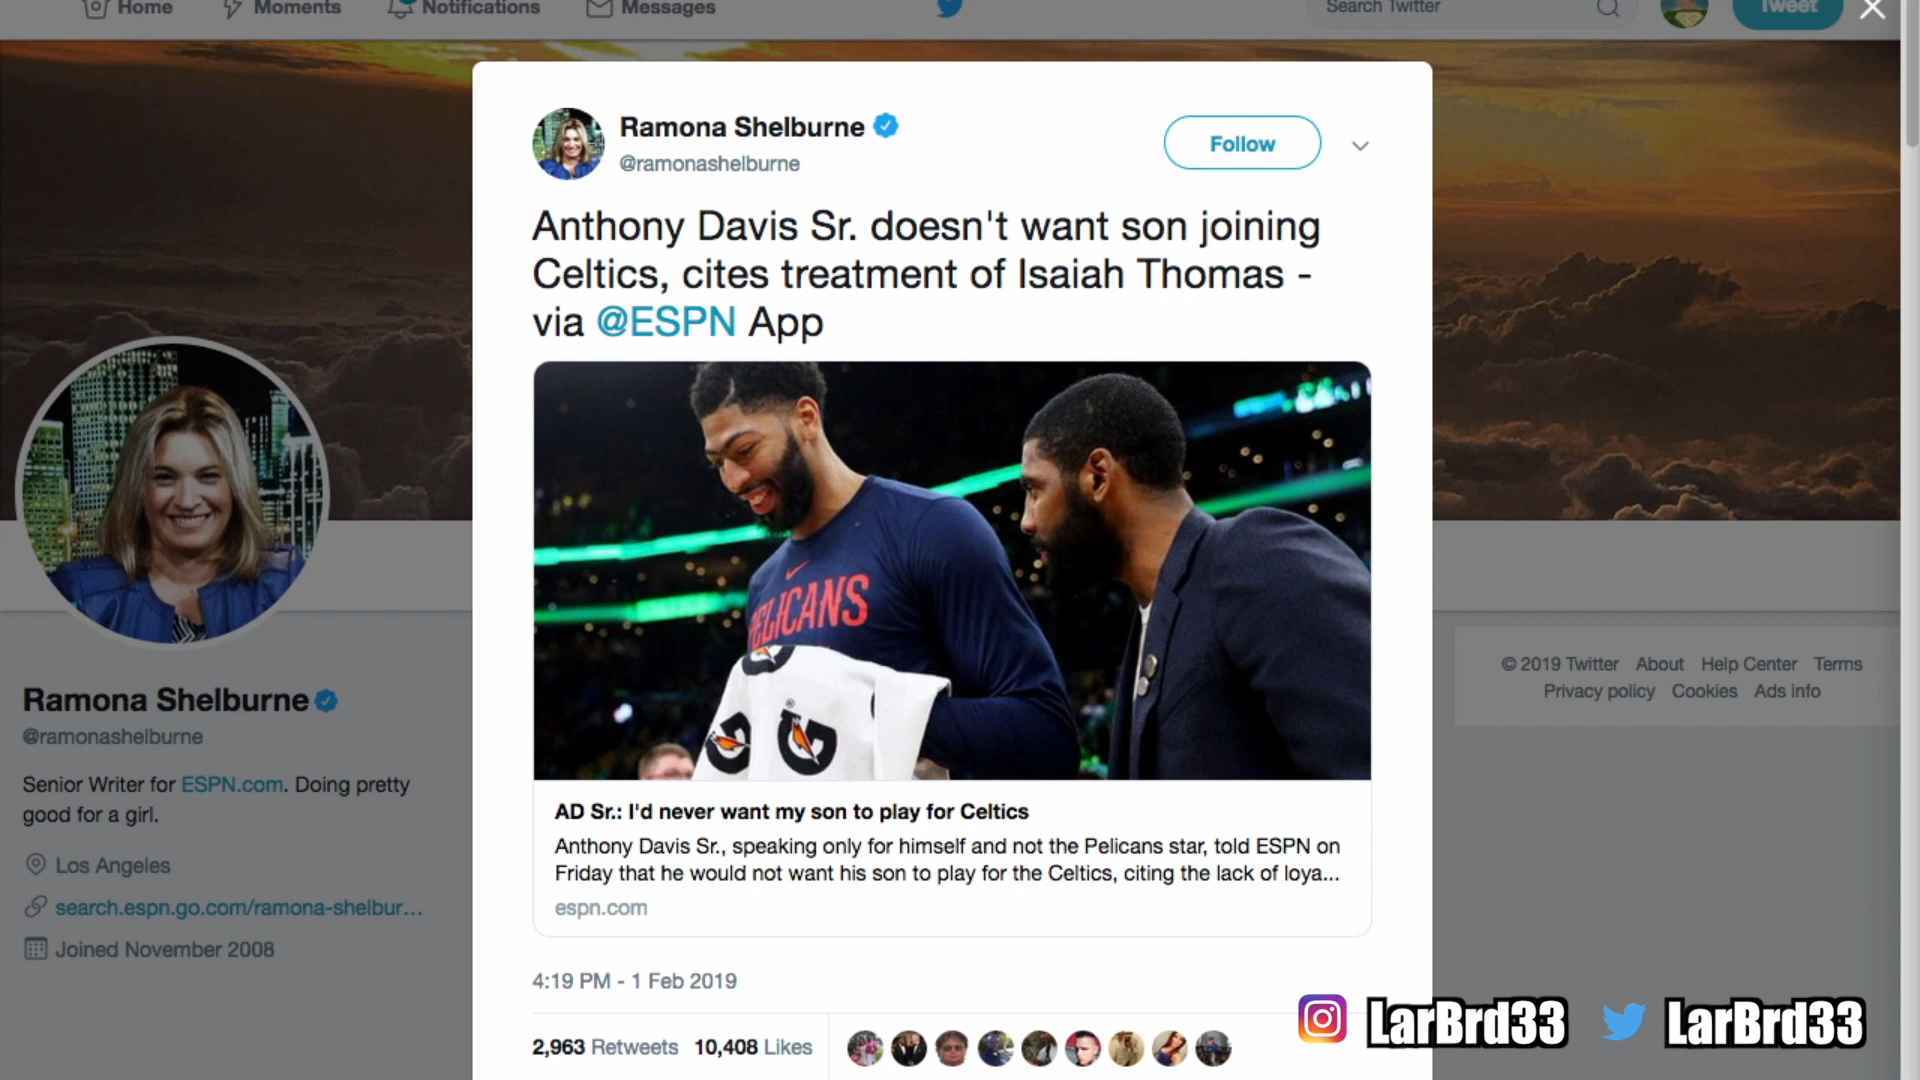 Home
Moments
Notifications
Messages
Search Twitter
Tweet
Ramona Shelburne
@ramonashelburne
Follow
Anthony Davis Sr. doesn't want son joining
Celtics, cites treatment of Isaiah Thomas -
via @ESPN App
PELICANS
G
G
®
AD Sr.: I'd never want my son to play for Celtics
Anthony Davis Sr., speaking only for himself and not the Pelicans star, told ESPN on
Friday that he would not want his son to play for the Celtics, citing the lack of loya...
espn.com
4:19 PM - 1 Feb 2019
2,963 Retweets 10,408 Likes
Ramona Shelburne
@ramonashelburne
Senior Writer for ESPN.com. Doing pretty
good for a girl.
Los Angeles
search.espn.go.com/ramona-shelbur...
Joined November 2008
© 2019 Twitter About Help Center Terms
Privacy policy Cookies Ads info
LarBrd33
LarBrd33